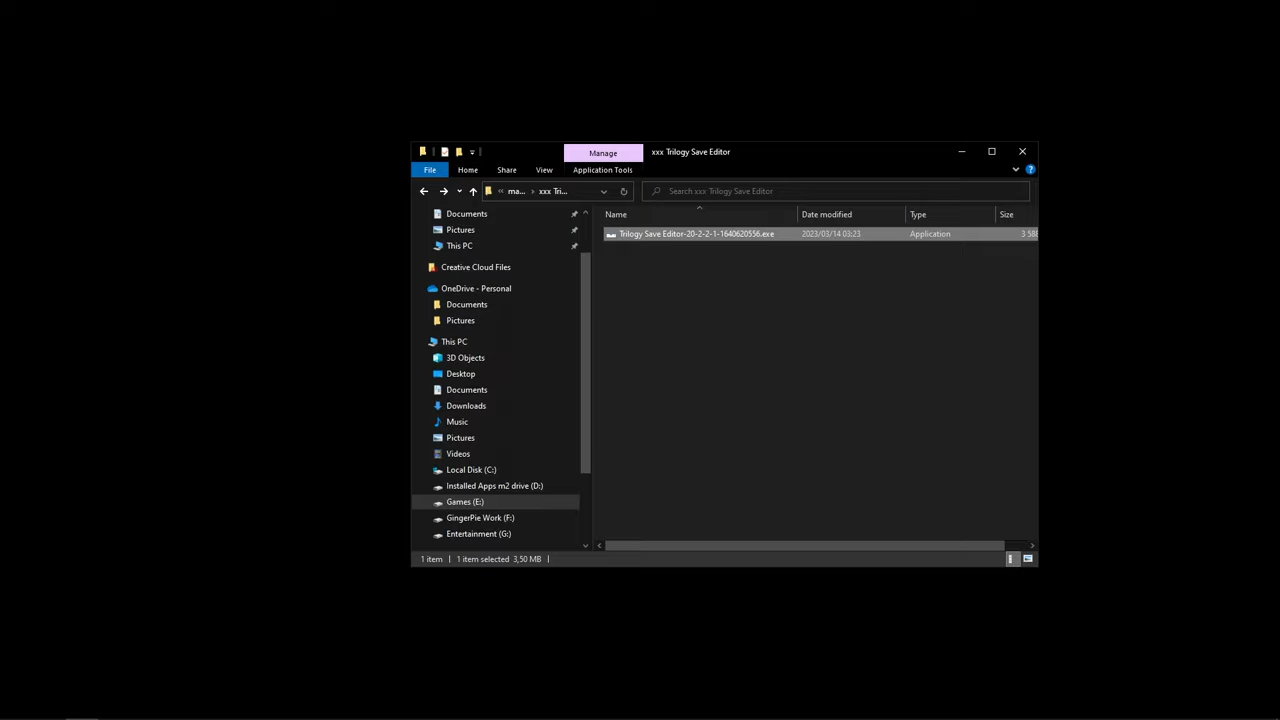 Manage
xxx Trilogy Save Editor
File
Home
Share
View
Application Tools
ma...
xxx Tri...
Search xxx Trilogy Save Editor
Documents
Pictures
This PC
Creative Cloud Files
OneDrive - Personal
Documents
Pictures
This PC
3D Objects
Desktop
Documents
Downloads
Music
Pictures
Videos
Local Disk (C:)
Installed Apps m2 drive (D:)
Games (E:)
GingerPie Work (F:)
Entertainment (G:)
Name
Date modified
Type
Size
Trilogy Save Editor-20-2-2-1-1640620556.exe
2023/03/14 03:23
Application
3 588
1 item
1 item selected 3,50 MB